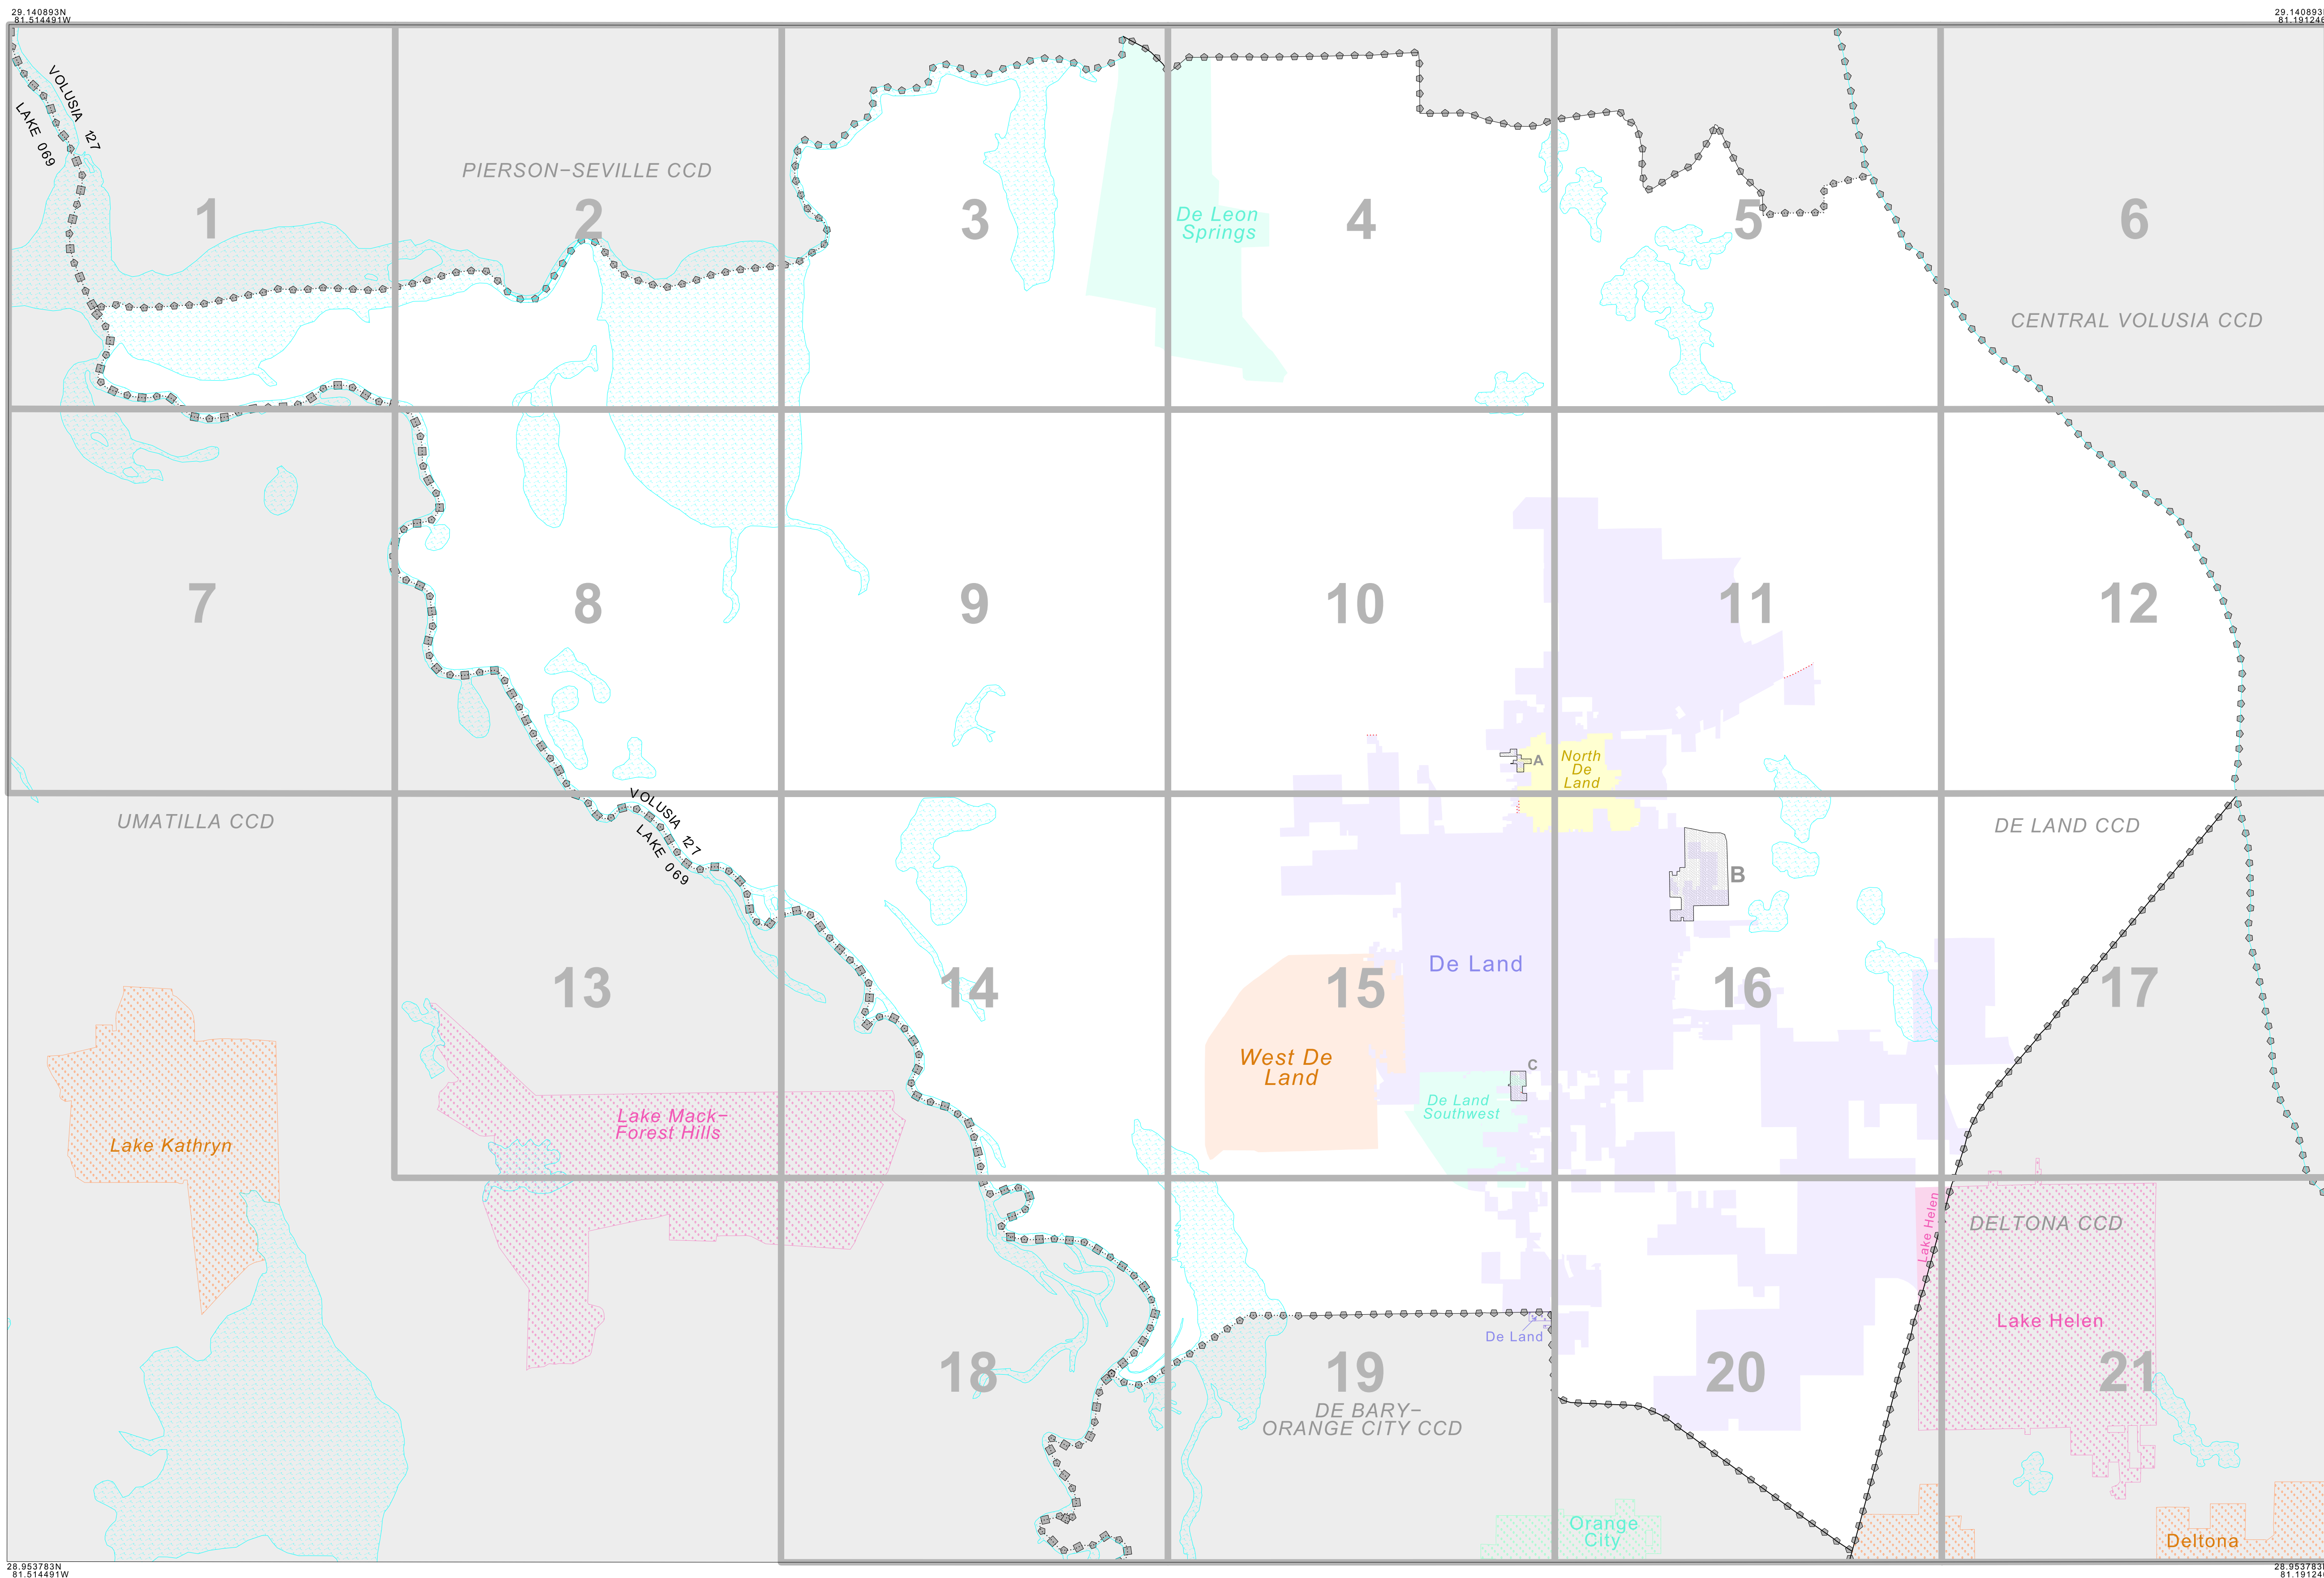 29.140893N
81.514491W
29.140893
81.191246
VOLUSIA 127
LAKE 069
PIERSON-SEVILLE CCD
1
2
3
De Leon
Springs
4
5
6
CENTRAL VOLUSIA CCD
7
8
9
10
11
12
A
North
De
Land
VOLUSIA 127
LAKE 069
UMATILLA CCD
DE LAND CCD
B
De Land
13
14
15
16
17
West De
Land
C
De Land
Southwest
Lake Kathryn
Lake Mack-
Forest Hills
Lake Helen
DELTONA CCD
Lake Helen
De Land
18
19
20
21
DE BARY-
ORANGE CITY CCD
Orange
City
Deltona
28.953783N
81.514491W
28.953783
81.19124